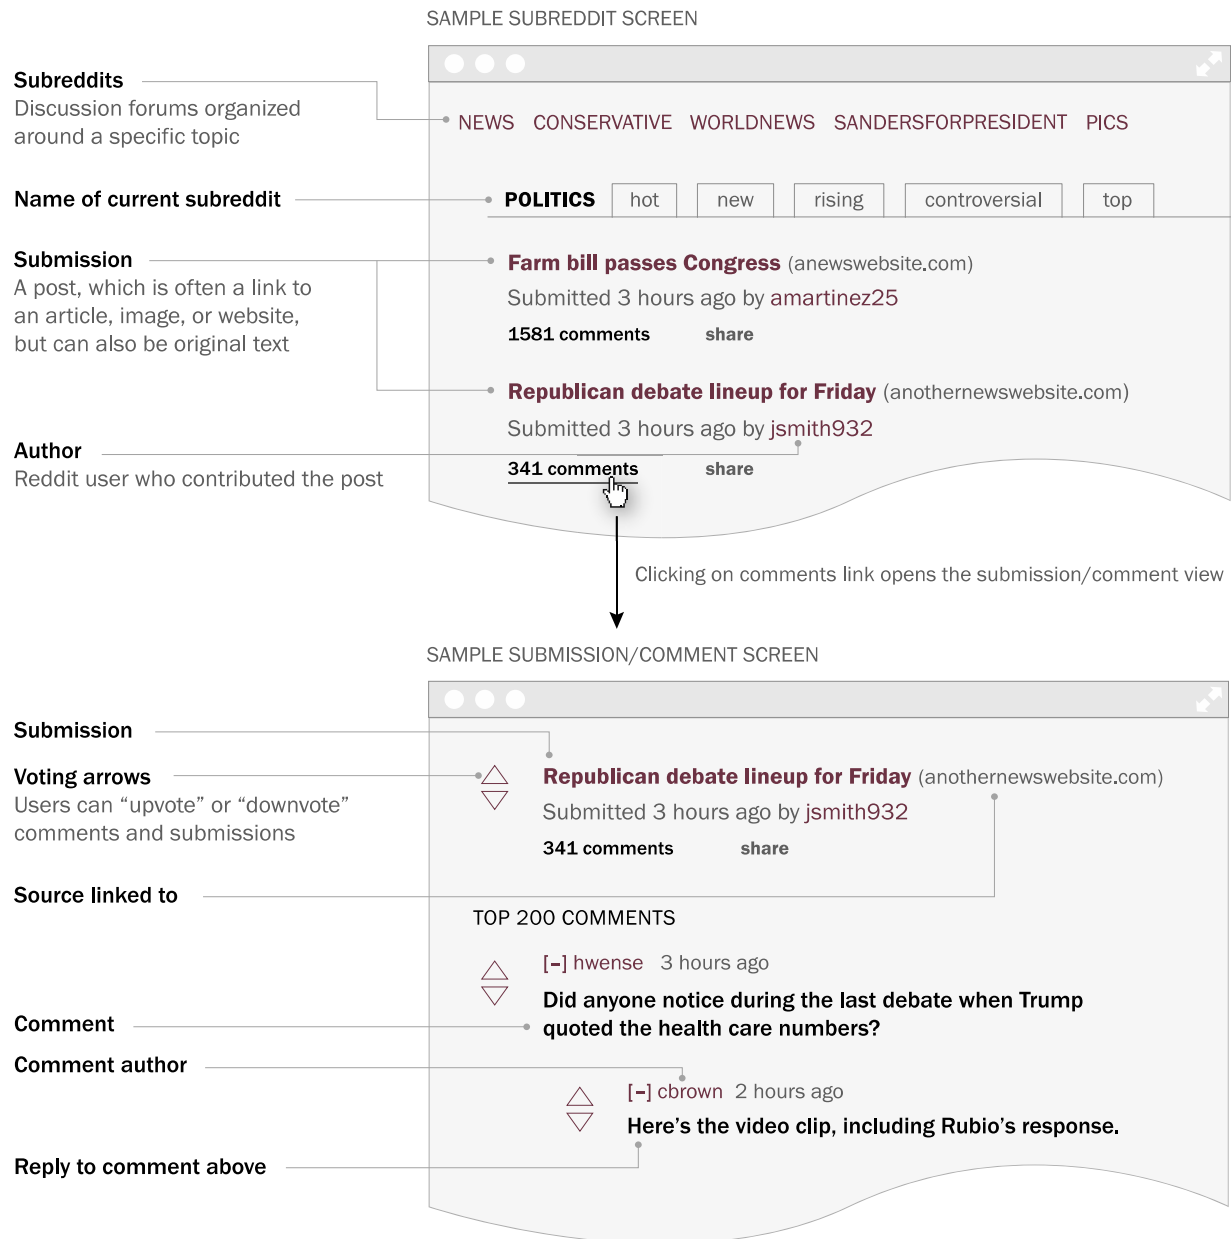 SAMPLE SUBREDDIT SCREEN
Subreddits
Discussion forums organized
around a specific topic
NEWS CONSERVATIVE WORLDNEWS SANDERSFORPRESIDENT PICS
Name of current subreddit
POLITICS hot new rising controversial top
Submission
A post, which is often a link to
an article, image, or website,
but can also be original text
Farm bill passes Congress (anewswebsite.com)
Submitted 3 hours ago by amartinez25
1581 comments share
Republican debate lineup for Friday (anothernewswebsite.com)
Submitted 3 hours ago by jsmith932
341 comments share
Author
Reddit user who contributed the post
Clicking on comments link opens the submission/comment view
SAMPLE SUBMISSION/COMMENT SCREEN
Submission
Voting arrows
Users can “upvote” or “downvote”
comments and submissions
Republican debate lineup for Friday (anothernewswebsite.com)
Submitted 3 hours ago by jsmith932
341 comments share
Source linked to
TOP 200 COMMENTS
[–] hwense 3 hours ago
Did anyone notice during the last debate when Trump
quoted the health care numbers?
Comment
Comment author
[–] cbrown 2 hours ago
Here’s the video clip, including Rubio’s response.
Reply to comment above